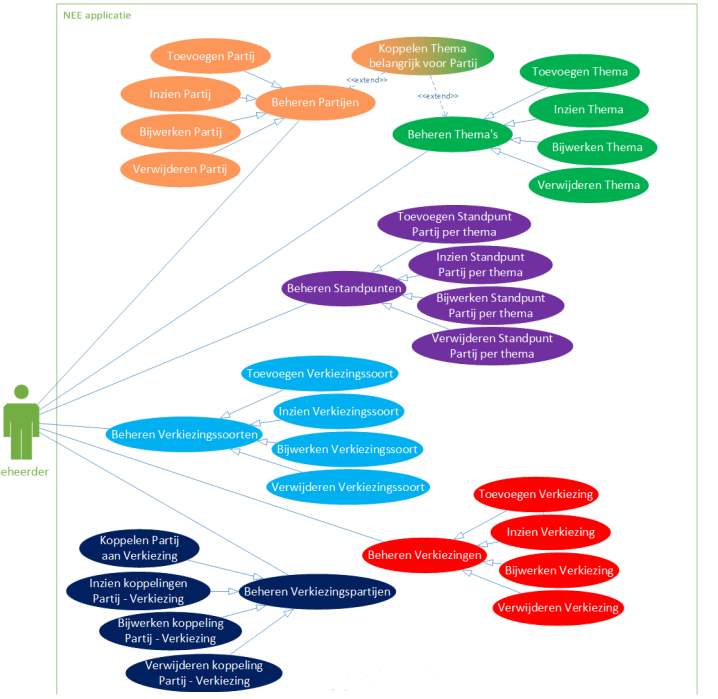 NEE applicatie
Toevoegen Partij
Inzien Partij
Bijwerken Partij
Verwijderen Partij
Beheren Partijen
Koppelen Thema
belangrijk voor Partij
<<extend>>
<<extend>>
Beheren Thema's
Toevoegen Thema
Inzien Thema
Bijwerken Thema
Verwijderen Thema
Toevoegen Standpunt
Partij per thema
Inzien Standpunt
Partij per thema
Beheren Standpunten
Bijwerken Standpunt
Partij per thema
Verwijderen Standpunt
Partij per thema
Toevoegen Verkiezingssoort
Inzien Verkiezingssoort
Beheren Verkiezingssoorten
Bijwerken Verkiezingssoort
Verwijderen Verkiezingssoort
eheerder
Toevoegen Verkiezing
Inzien Verkiezing
Beheren Verkiezingen
Bijwerken Verkiezing
Verwijderen Verkiezing
Koppelen Partij
aan Verkiezing
Inzien koppelingen
Partij - Verkiezing
Beheren Verkiezingspartijen
Bijwerken koppeling
Partij - Verkiezing
Verwijderen koppeling
Partij - Verkiezing